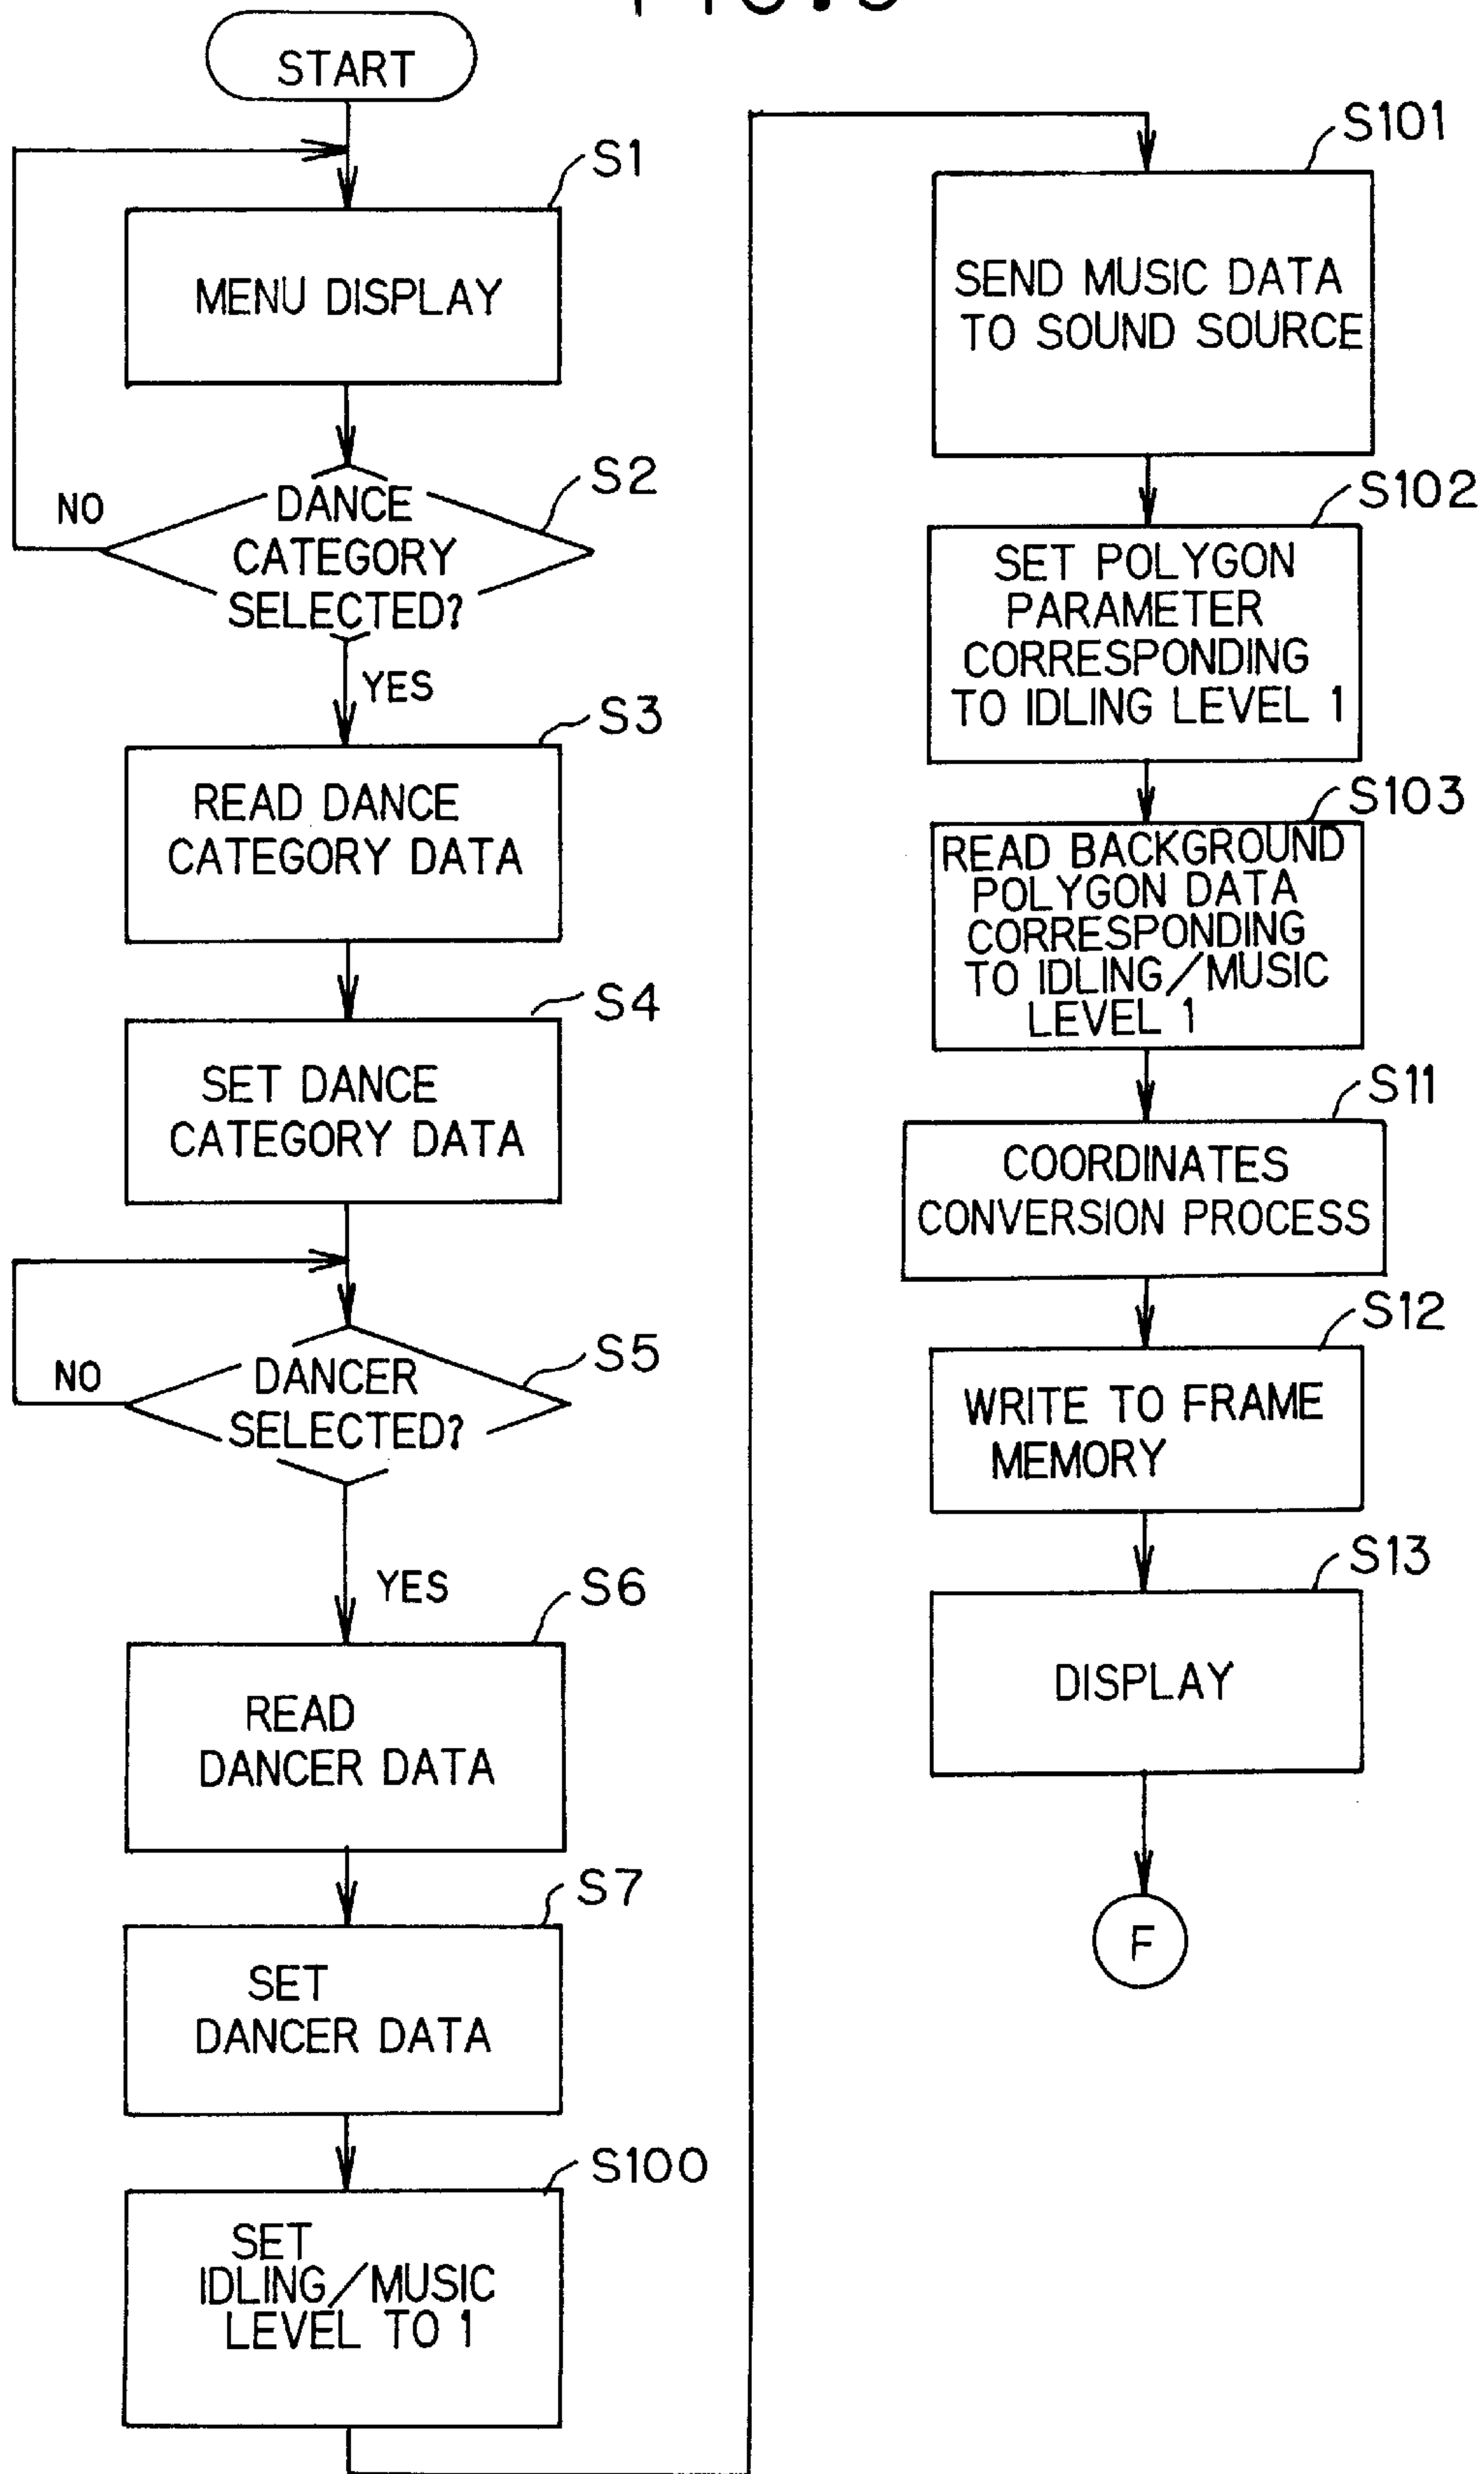 START
S1
MENU DISPLAY
S2
NO
DANCE
CATEGORY
SELECTED?
YES
S3
READ DANCE
CATEGORY DATA
S4
SET DANCE
CATEGORY DATA
S5
NO
DANCER
SELECTED?
YES
S6
READ
DANCER DATA
S7
SET
DANCER DATA
S100
SET
IDLING/MUSIC
LEVEL TO 1
S101
SEND MUSIC DATA
TO SOUND SOURCE
S102
SET POLYGON
PARAMETER
CORRESPONDING
TO IDLING LEVEL 1
S103
READ BACKGROUND
POLYGON DATA
CORRESPONDING
TO IDLING/MUSIC
LEVEL 1
S11
COORDINATES
CONVERSION PROCESS
S12
WRITE TO FRAME
MEMORY
S13
DISPLAY
F